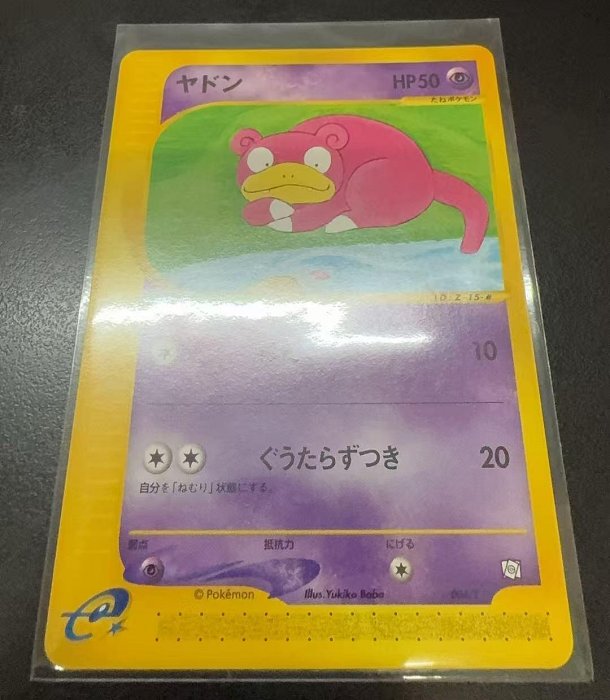 ヤドン
HP50
たねポケモン
ID: Z-15-#
10
ぐうたらずつき
20
自分を「ねむり」状態にする。
弱点
抵抗力
にげる
© Pokémon
Illus. Yukiko Baba
e